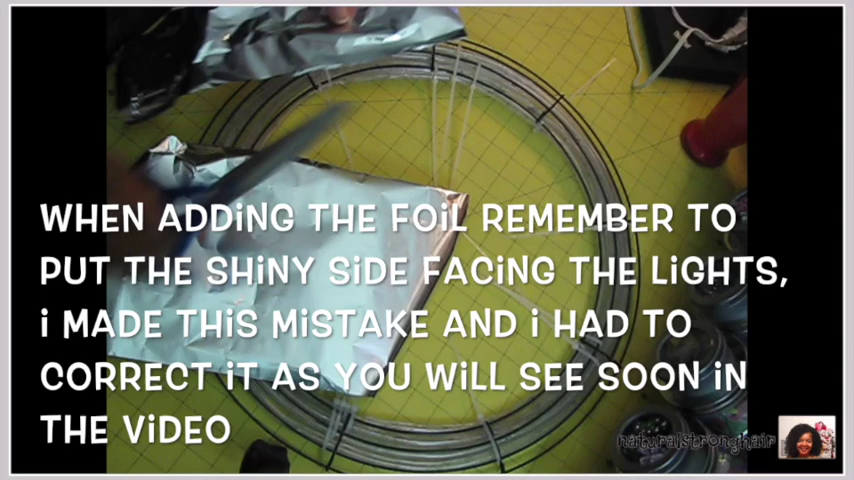 WHEN ADDiNG THE FOiL REMEMBER TO
PUT THE SHiNY SiDE FACiNG THE LiGHTS,
i MADE THiS MiSTAKE AND i HAD TO
CORRECT iT AS YOU WiLL SEE SOON iN
THE ViDEO
naturalstronghair